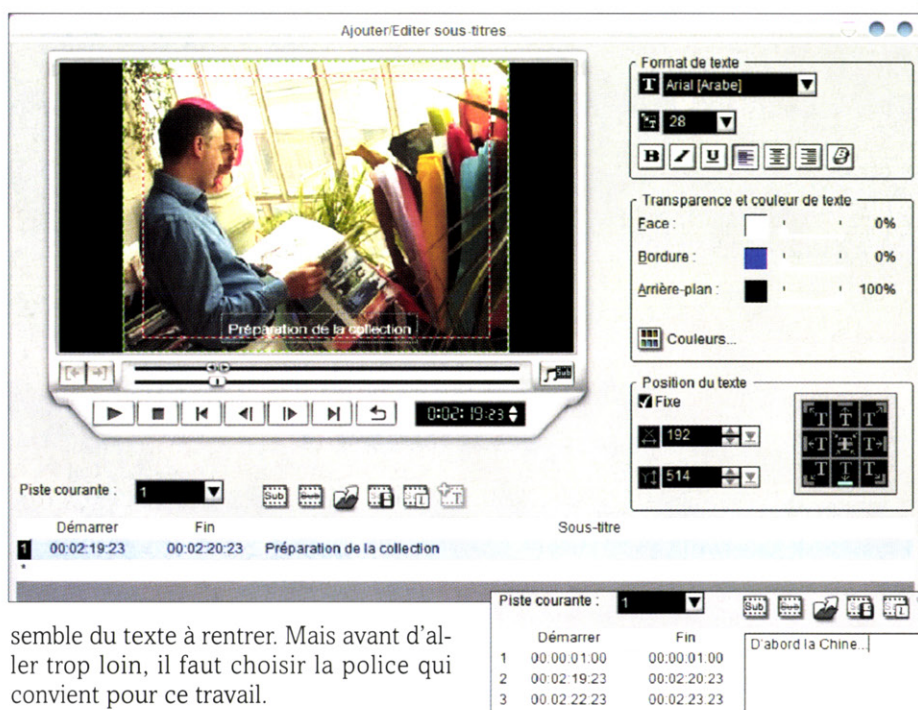 Ajouter/Editer sous-titres
Préparation de la collection
0:02:19:23
Format de texte
T Arial [Arabe]
28
B I U
Transparence et couleur de texte
Face : 0%
Bordure : 0%
Arrière-plan : 100%
Couleurs...
Position du texte
Fixe
X 192
Y 514
Piste courante : 1
Démarrer Fin Sous-titre
1 00:02:19:23 00:02:20:23 Préparation de la collection
*
semble du texte à rentrer. Mais avant d'al-
ler trop loin, il faut choisir la police qui
convient pour ce travail.
Piste courante : 1
Démarrer Fin
1 00:00:01:00 00:00:01:00 D'abord la Chine...
2 00:02:19:23 00:02:20:23
3 00:02:22:23 00:02:23:23